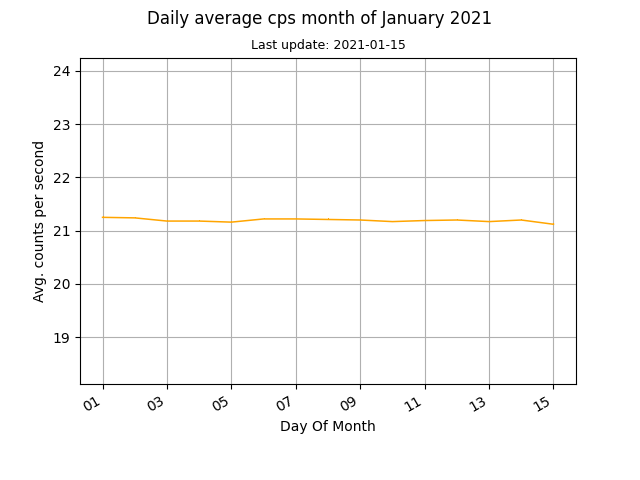 Daily average cps month of January 2021
Last update: 2021-01-15
24
23
22
21
20
19
Avg. counts per second
01 03 05 07 09 11 13 15
Day Of Month